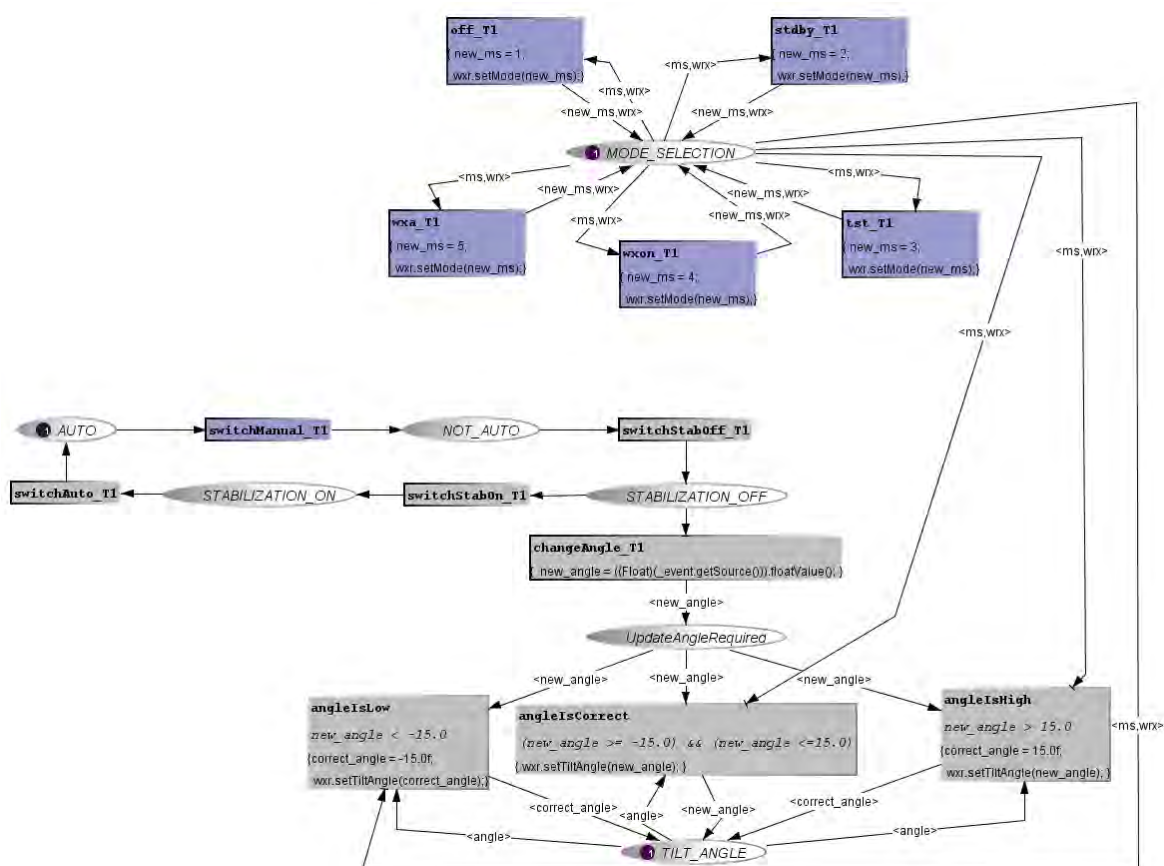 off_T1
{ new_ms = 1;
wxr.setMode(new_ms);}
stdby_T1
{ new_ms = 2;
wxr.setMode(new_ms);}
<ms,wrx>
<ms,wrx>
<new_ms,wrx>
<new_ms,wrx>
1 MODE_SELECTION
<ms,wrx>
<new_ms,wrx>
<ms,wrx>
<new_ms,wrx>
<new_ms,wrx>
<ms,wrx>
wxa_T1
{ new_ms = 5;
wxr.setMode(new_ms);}
wxon_T1
{ new_ms = 4;
wxr.setMode(new_ms);}
tst_T1
{ new_ms = 3;
wxr.setMode(new_ms);}
<ms,wrx>
<ms,wrx>
1 AUTO
switchManual_T1
NOT_AUTO
switchStabOff_T1
switchAuto_T1
STABILIZATION_ON
switchStabOn_T1
STABILIZATION_OFF
changeAngle_T1
{ new_angle = ((Float)(_event.getSource())).floatValue(); }
<new_angle>
UpdateAngleRequired
<new_angle>
<new_angle>
<new_angle>
angleIsLow
new_angle < -15.0
{correct_angle = -15.0f;
wxr.setTiltAngle(correct_angle);}
angleIsCorrect
(new_angle >= -15.0) && (new_angle <=15.0)
{ wxr.setTiltAngle(new_angle); }
angleIsHigh
new_angle > 15.0
{correct_angle = 15.0f;
wxr.setTiltAngle(new_angle); }
<ms,wrx>
<correct_angle>
<angle>
<new_angle>
<correct_angle>
<angle>
<angle>
1 TILT_ANGLE